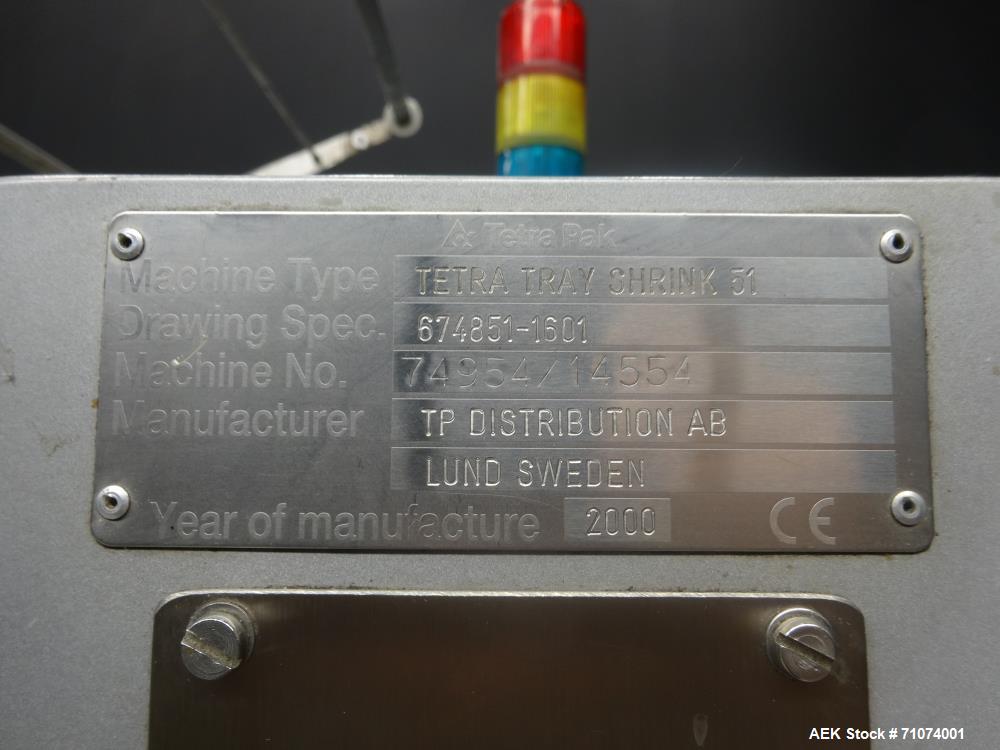 Tetra Pak
Machine Type TETRA TRAY SHRINK 51
Drawing Spec. 674851-1601
Machine No. 74954/14554
Manufacturer TP DISTRIBUTION AB
LUND SWEDEN
Year of manufacture 2000 CE
AEK Stock # 71074001